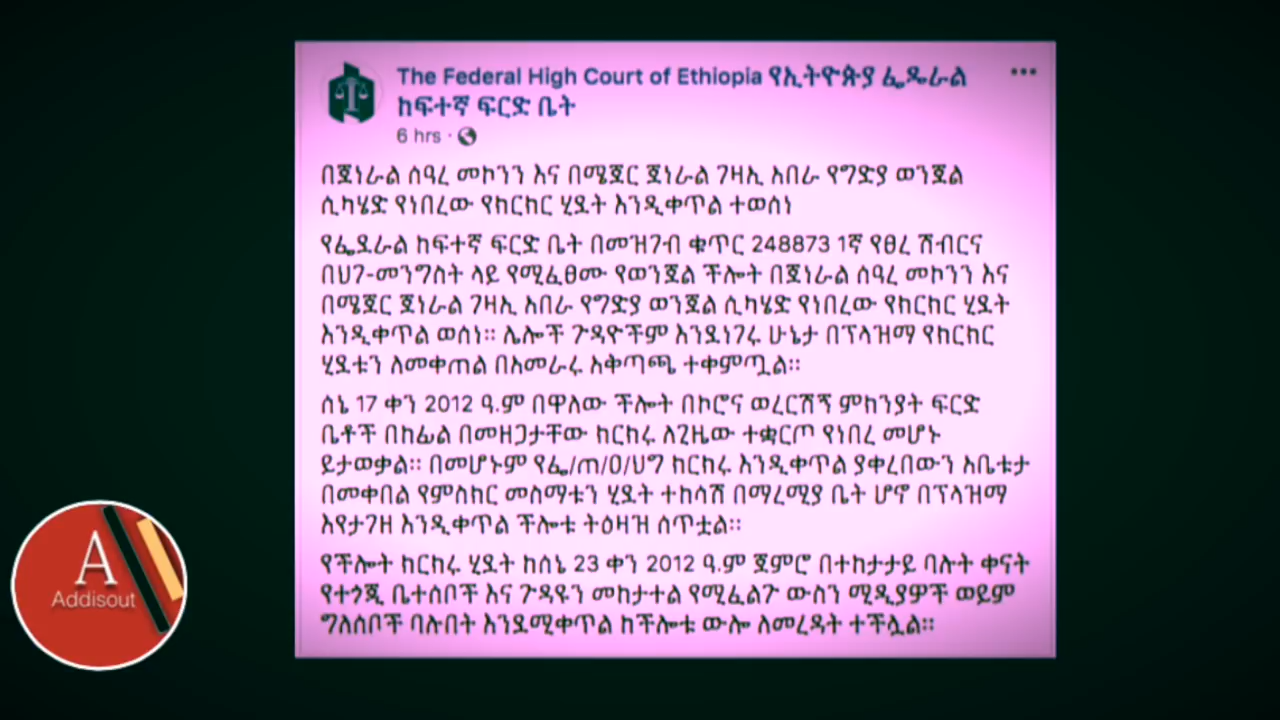 The Federal High Court of Ethiopia የኢትዮጵያ ፌዴራል
ከፍተኛ ፍርድ ቤት
6 hrs ·
በጀነራል ሰዓረ መኮንን እና በሜጀር ጀነራል ገዛኢ አበራ የግድያ ወንጀል
ሲካሄድ የነበረው የክርክር ሂደት እንዲቀጥል ተወሰነ
የፌደራል ከፍተኛ ፍርድ ቤት በመዝገብ ቁጥር 248873 1ኛ የፀረ ሽብርና
በህገ-መንግስት ላይ የሚፈፀሙ የወንጀል ችሎት በጀነራል ሰዓረ መኮንን እና
በሜጀር ጀነራል ገዛኢ አበራ የግድያ ወንጀል ሲካሄድ የነበረው የክርክር ሂደት
እንዲቀጥል ወሰነ። ሌሎች ጉዳዮችም እንደነገሩ ሁኔታ በፕላዝማ የክርክር
ሂደቱን ለመቀጠል በአመራሩ አቅጣጫ ተቀምጧል።
ሰኔ 17 ቀን 2012 ዓ.ም በዋለው ችሎት በኮሮና ወረርሽኝ ምክንያት ፍርድ
ቤቶች በከፊል በመዘጋታቸው ክርክሩ ለጊዜው ተቋርጦ የነበረ መሆኑ
ይታወቃል። በመሆኑም የፌ/ጠ/ዐ/ህግ ክርክሩ እንዲቀጥል ያቀረበውን አቤቱታ
በመቀበል የምስክር መስማቱን ሂደት ተከሳሽ በማረሚያ ቤት ሆኖ በፕላዝማ
እየታገዘ እንዲቀጥል ችሎቱ ትዕዛዝ ሰጥቷል።
የችሎት ክርክሩ ሂደት ከሰኔ 23 ቀን 2012 ዓ.ም ጀምሮ በተከታታይ ባሉት ቀናት
የተጎጂ ቤተሰቦች እና ጉዳዩን መከታተል የሚፈልጉ ውስን ሚዲያዎች ወይም
ግለሰቦች ባሉበት እንደሚቀጥል ከችሎቱ ውሎ ለመረዳት ተችሏል።
A
Addisout